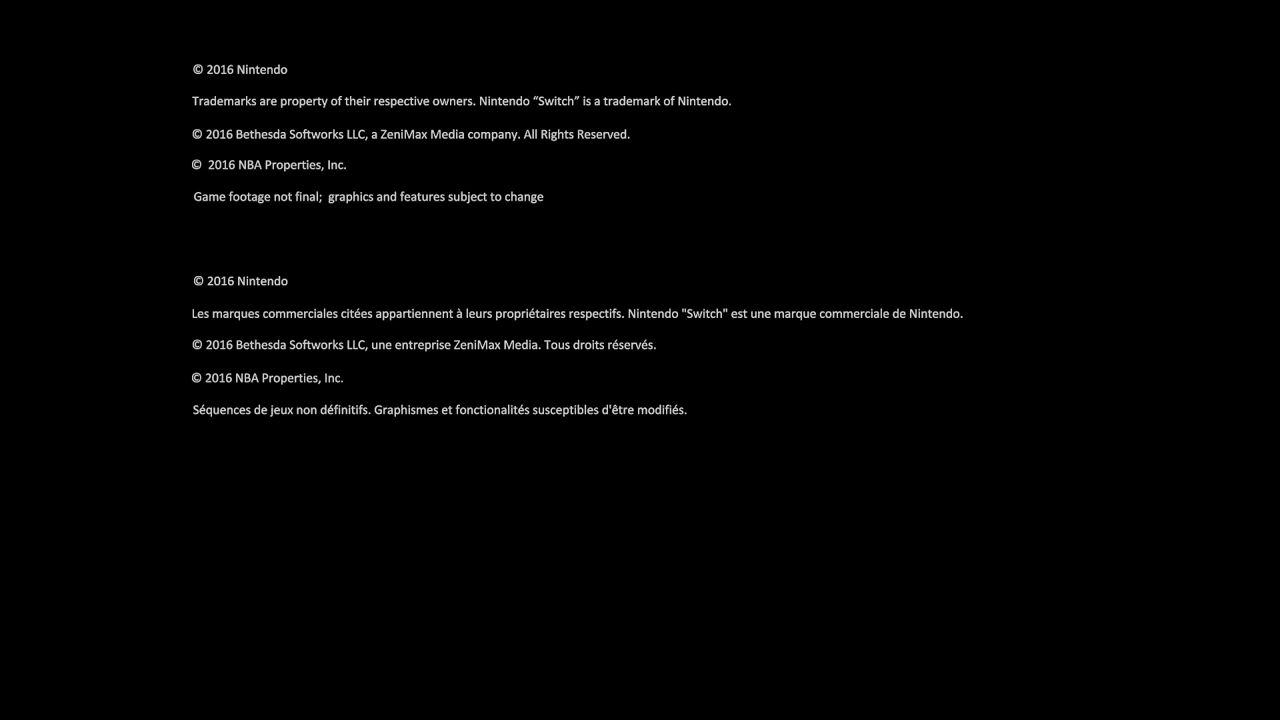 © 2016 Nintendo
Trademarks are property of their respective owners. Nintendo “Switch” is a trademark of Nintendo.
© 2016 Bethesda Softworks LLC, a ZeniMax Media company. All Rights Reserved.
©  2016 NBA Properties, Inc.
Game footage not final;  graphics and features subject to change
© 2016 Nintendo
Les marques commerciales citées appartiennent à leurs propriétaires respectifs. Nintendo "Switch" est une marque commerciale de Nintendo.
© 2016 Bethesda Softworks LLC, une entreprise ZeniMax Media. Tous droits réservés.
© 2016 NBA Properties, Inc.
Séquences de jeux non définitifs. Graphismes et fonctionalités susceptibles d'être modifiés.